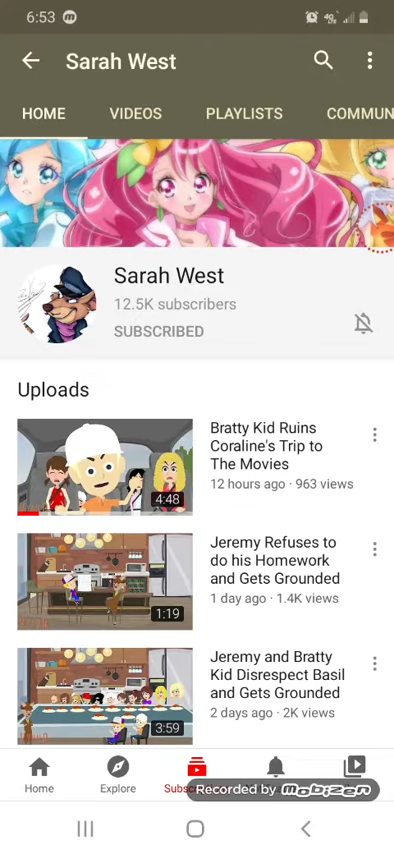 6:53
4G
Sarah West
HOME VIDEOS PLAYLISTS COMMUN
Sarah West
12.5K subscribers
SUBSCRIBED
Uploads
Bratty Kid Ruins
Coraline's Trip to
The Movies
12 hours ago · 963 views
4:48
Jeremy Refuses to
do his Homework
and Gets Grounded
1 day ago · 1.4K views
1:19
Jeremy and Bratty
Kid Disrespect Basil
and Gets Grounded
2 days ago · 2K views
3:59
Home
Explore
Recorded by Mobizen